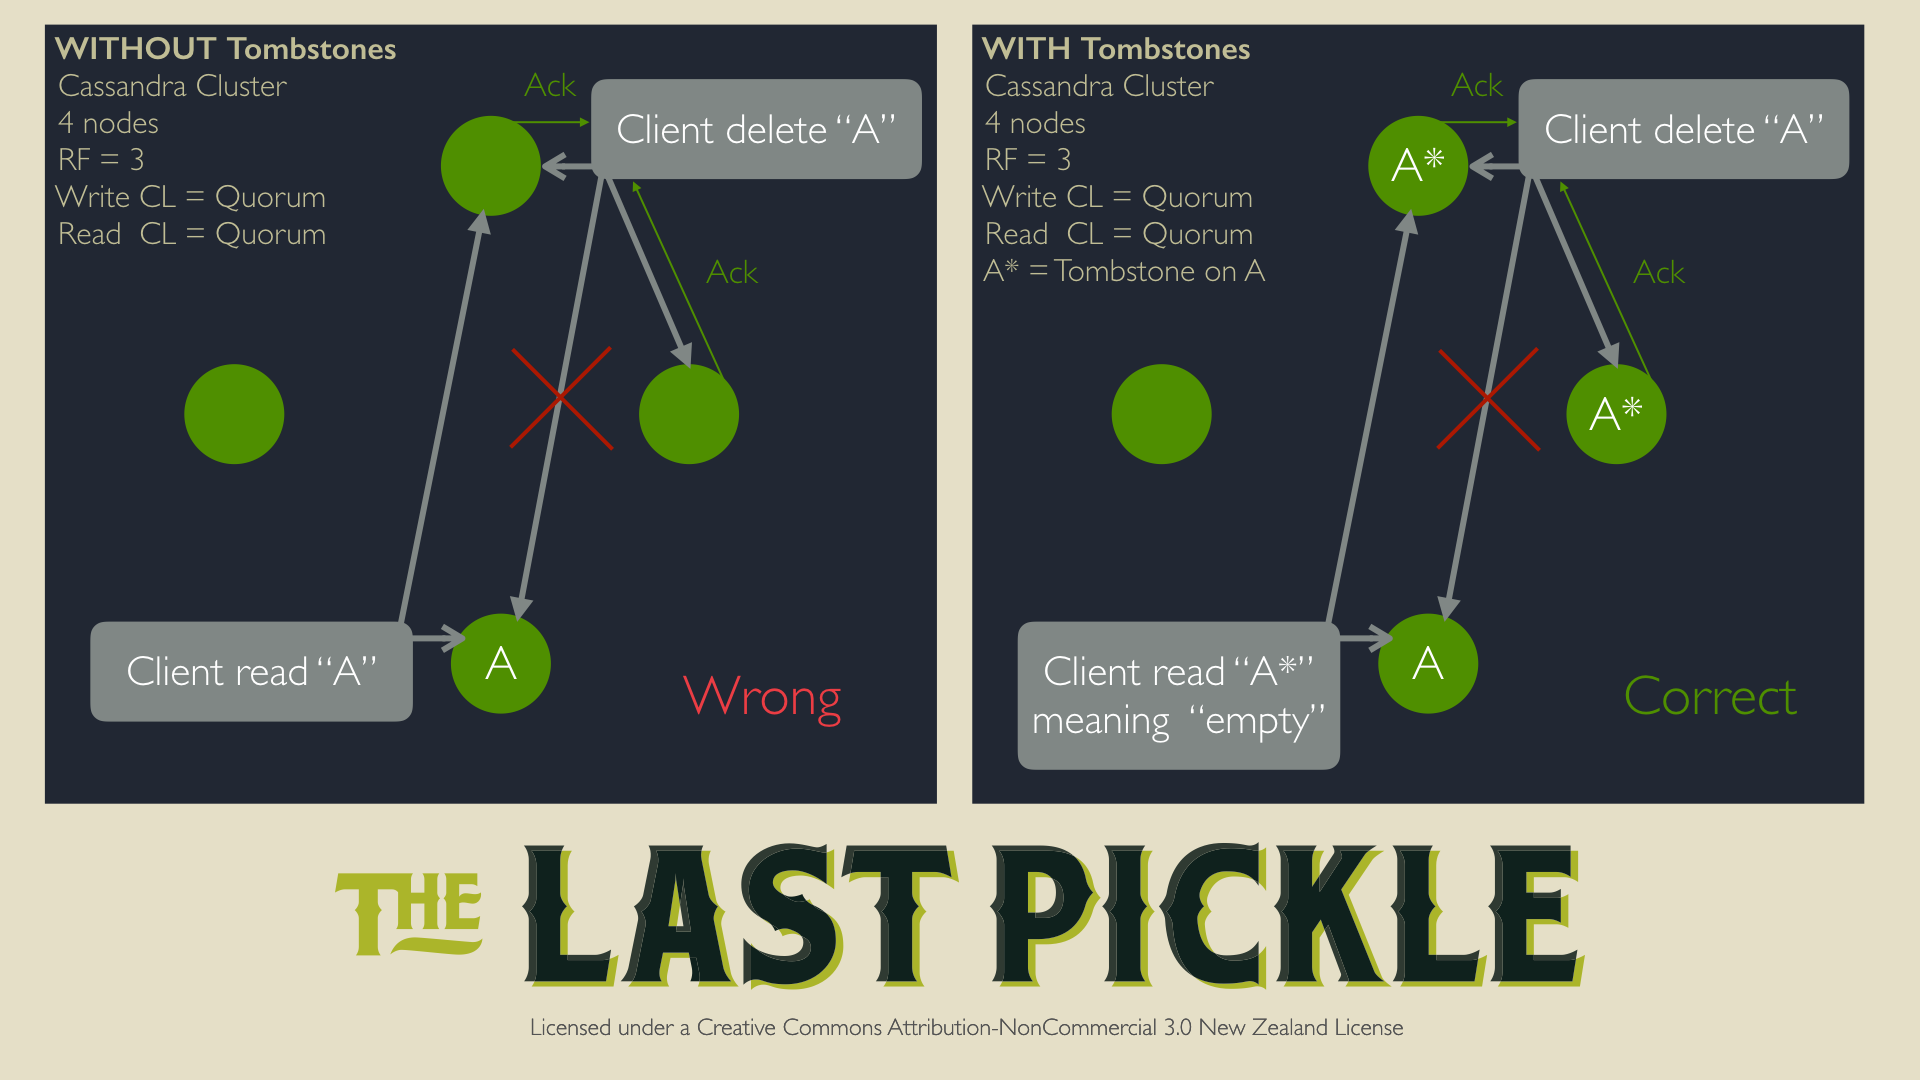 WITHOUT Tombstones
Cassandra Cluster
4 nodes
RF = 3
Write CL = Quorum
Read CL = Quorum
Ack
Client delete “A”
Ack
Client read “A”
A
Wrong
WITH Tombstones
Cassandra Cluster
4 nodes
RF = 3
Write CL = Quorum
Read CL = Quorum
A* = Tombstone on A
Ack
A*
Client delete “A”
Ack
A*
Client read “A*”
meaning “empty”
A
Correct
THE LAST PICKLE
Licensed under a Creative Commons Attribution-NonCommercial 3.0 New Zealand License